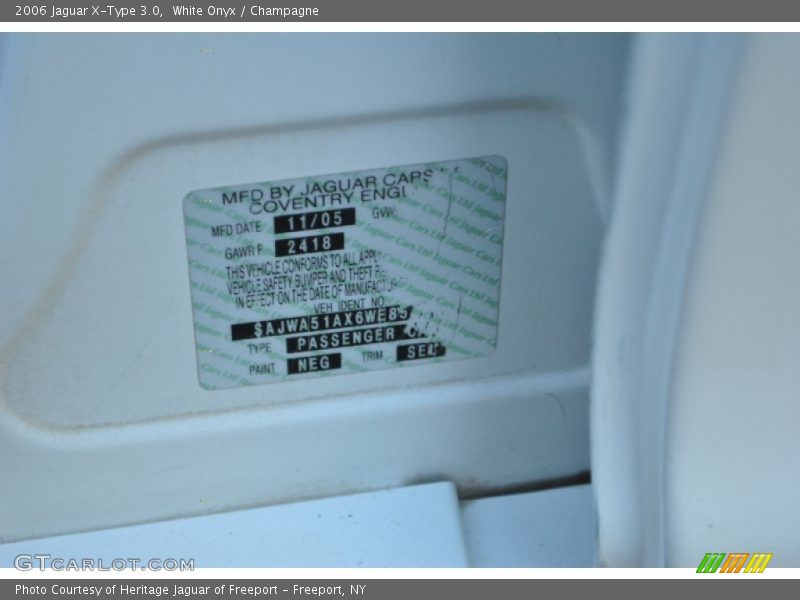 2006 Jaguar X-Type 3.0, White Onyx / Champagne
MFD BY JAGUAR CARS
COVENTRY ENGL
MFD DATE 11/05 GVW
GAWR F 2418
THIS VEHICLE CONFORMS TO ALL APPL
VEHICLE SAFETY, BUMPER AND THEFT
IN EFFECT ON THE DATE OF MANUFACTUR
VEH. IDENT. NO.
SAJWA51AX6WE85
TYPE PASSENGER
PAINT NEG TRIM SEL
GTCARLOT.COM
Photo Courtesy of Heritage Jaguar of Freeport - Freeport, NY